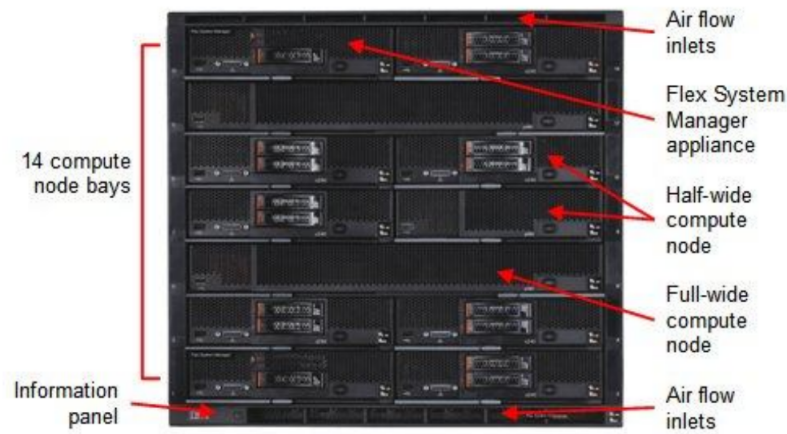 Air flow
inlets
Flex System
Manager
appliance
14 compute
node bays
Half-wide
compute
node
Full-wide
compute
node
Information
panel
Air flow
inlets